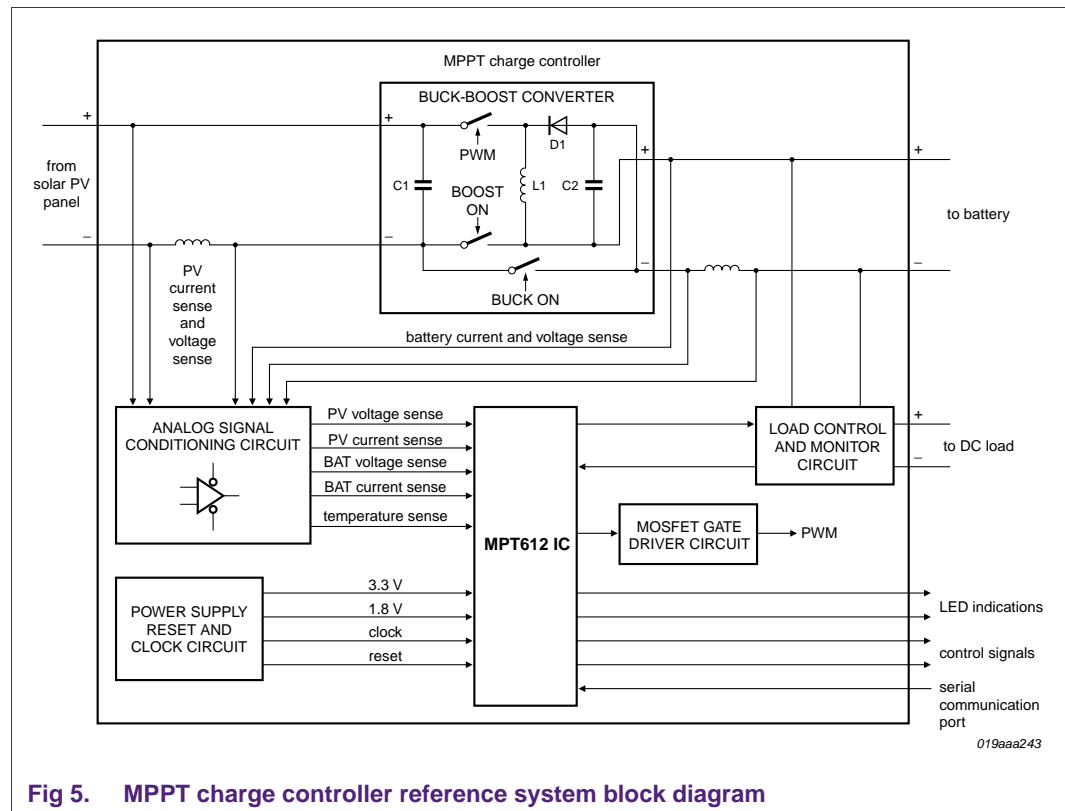 MPPT charge controller
BUCK-BOOST CONVERTER
+
+
PWM
D1
from
solar PV
panel
C1
L1
C2
BOOST
ON
+
+
to battery
−
−
−
−
BUCK ON
PV
current
sense
and
voltage
sense
battery current and voltage sense
ANALOG SIGNAL
CONDITIONING CIRCUIT
PV voltage sense
PV current sense
BAT voltage sense
BAT current sense
temperature sense
MPT612 IC
LOAD CONTROL
AND MONITOR
CIRCUIT
+
−
to DC load
MOSFET GATE
DRIVER CIRCUIT
PWM
POWER SUPPLY
RESET AND
CLOCK CIRCUIT
3.3 V
1.8 V
clock
reset
LED indications
control signals
serial
communication
port
019aaa243
Fig 5. MPPT charge controller reference system block diagram